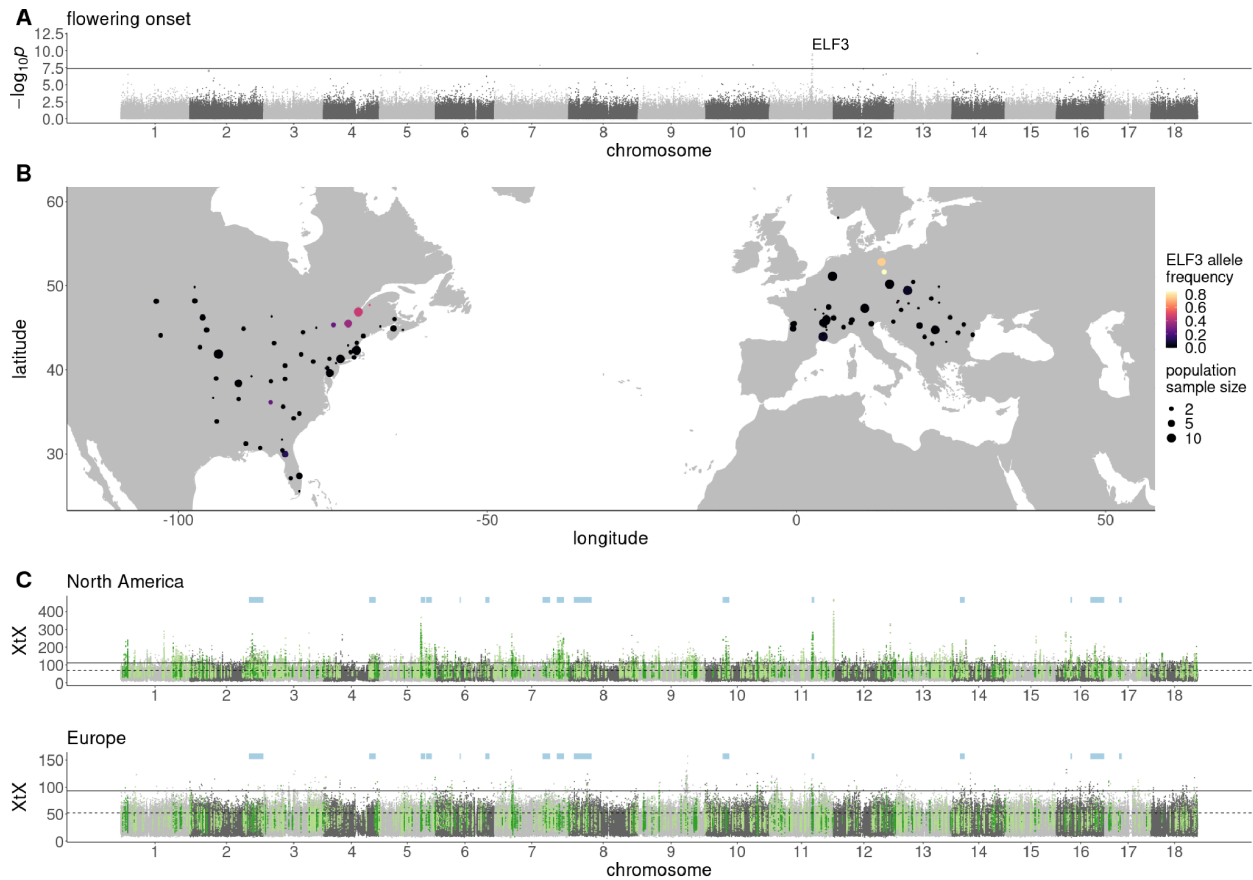 A
flowering onset
12.5
10.0
7.5
5.0
2.5
0.0
−log10p
ELF3
1 2 3 4 5 6 7 8 9 10 11 12 13 14 15 16 17 18
chromosome
B
60
50
40
30
latitude
-100 -50 0 50
longitude
ELF3 allele
frequency
0.8
0.6
0.4
0.2
0.0
population
sample size
2
5
10
C
North America
400
300
200
100
0
XtX
1 2 3 4 5 6 7 8 9 10 11 12 13 14 15 16 17 18
Europe
150
100
50
0
XtX
1 2 3 4 5 6 7 8 9 10 11 12 13 14 15 16 17 18
chromosome